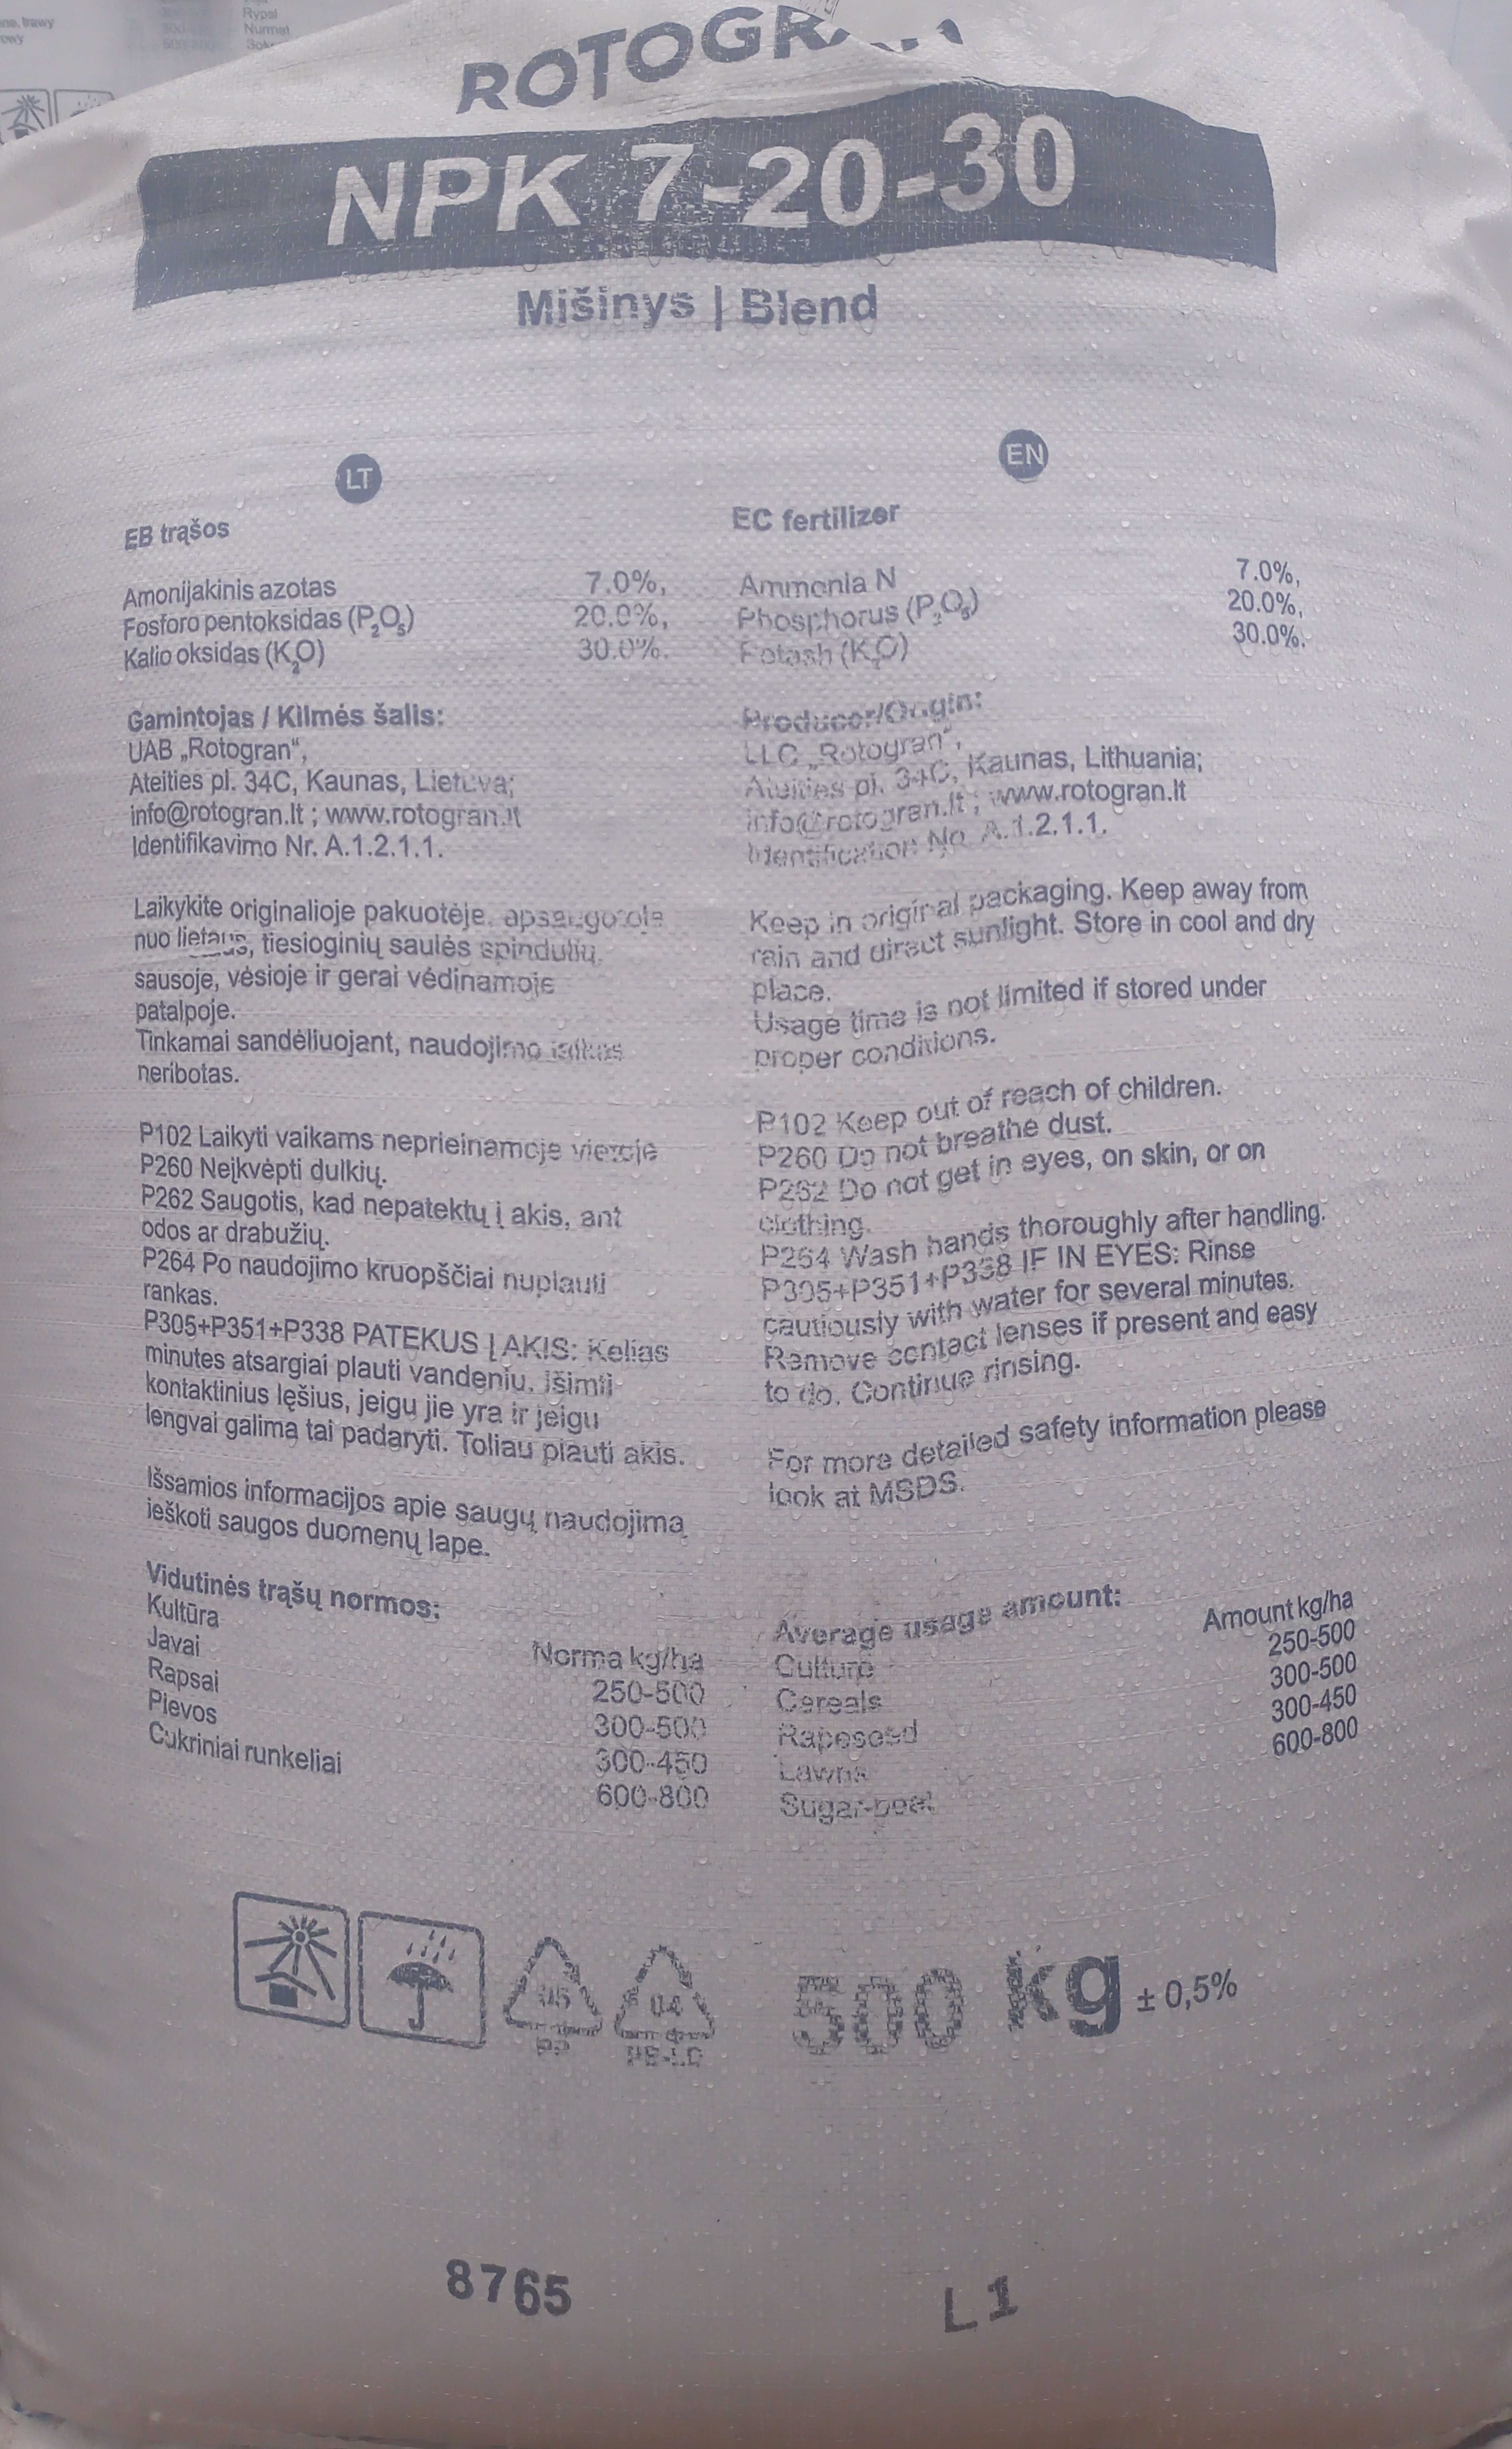 ROTOGRAN
NPK 7-20-30
Mišinys | Blend
LT
EB trąšos
Amonijakinis azotas 7.0%,
Fosforo pentoksidas (P₂O₅) 20.0%,
Kalio oksidas (K₂O) 30.0%.
Gamintojas / Kilmės šalis:
UAB „Rotogran“,
Ateities pl. 34C, Kaunas, Lietuva;
info@rotogran.lt ; www.rotogran.lt
Identifikavimo Nr. A.1.2.1.1.
Laikykite originalioje pakuotėje, apsaugotoje
nuo lietaus, tiesioginių saulės spindulių,
sausoje, vėsioje ir gerai vėdinamoje
patalpoje.
Tinkamai sandėliuojant, naudojimo laikas
neribotas.
P102 Laikyti vaikams neprieinamoje vietoje
P260 Neįkvėpti dulkių.
P262 Saugotis, kad nepatektų į akis, ant
odos ar drabužių.
P264 Po naudojimo kruopščiai nuplauti
rankas.
P305+P351+P338 PATEKUS Į AKIS: Kelias
minutes atsargiai plauti vandeniu. Išimti
kontaktinius lęšius, jeigu jie yra ir jeigu
lengvai galima tai padaryti. Toliau plauti akis.
Išsamios informacijos apie saugų naudojimą
ieškoti saugos duomenų lape.
Vidutinės trąšų normos:
Kultūra Norma kg/ha
Javai 250-500
Rapsai 300-500
Pievos 300-450
Cukriniai runkeliai 600-800
EN
EC fertilizer
Ammonia N 7.0%,
Phosphorus (P₂O₅) 20.0%,
Potash (K₂O) 30.0%.
Producer/Origin:
LLC „Rotogran“,
Ateities pl. 34C, Kaunas, Lithuania;
info@rotogran.lt ; www.rotogran.lt
Identification No. A.1.2.1.1.
Keep in original packaging. Keep away from
rain and direct sunlight. Store in cool and dry
place.
Usage time is not limited if stored under
proper conditions.
P102 Keep out of reach of children.
P260 Do not breathe dust.
P262 Do not get in eyes, on skin, or on
clothing.
P264 Wash hands thoroughly after handling.
P305+P351+P338 IF IN EYES: Rinse
cautiously with water for several minutes.
Remove contact lenses if present and easy
to do. Continue rinsing.
For more detailed safety information please
look at MSDS.
Average usage amount:
Culture Amount kg/ha
Cereals 250-500
Rapeseed 300-500
Lawns 300-450
Sugar-beet 600-800
05
PP
04
PE-LD
500 kg ± 0,5%
8765
L1